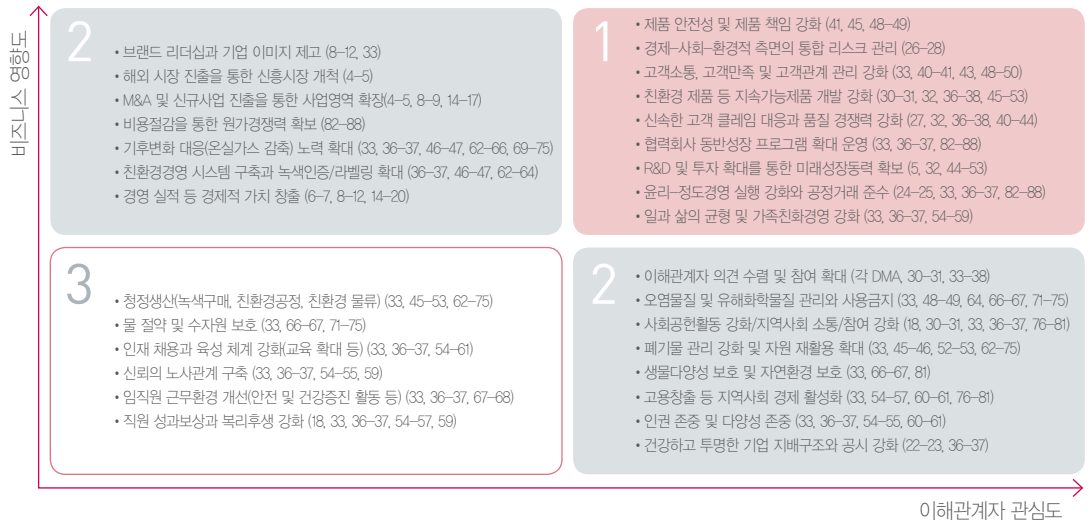 비즈니스 영향도
2
• 브랜드 리더십과 기업 이미지 제고 (8-12, 33)
• 해외 시장 진출을 통한 신흥시장 개척 (4-5)
• M&A 및 신규사업 진출을 통한 사업영역 확장(4-5, 8-9, 14-17)
• 비용절감을 통한 원가경쟁력 확보 (82-88)
• 기후변화 대응(온실가스 감축) 노력 확대 (33, 36-37, 46-47, 62-66, 69-75)
• 친환경경영 시스템 구축과 녹색인증/라벨링 확대 (36-37, 46-47, 62-64)
• 경영 실적 등 경제적 가치 창출 (6-7, 8-12, 14-20)
1
• 제품 안전성 및 제품 책임 강화 (41, 45, 48-49)
• 경제-사회-환경적 측면의 통합 리스크 관리 (26-28)
• 고객소통, 고객만족 및 고객관계 관리 강화 (33, 40-41, 43, 48-50)
• 친환경 제품 등 지속가능제품 개발 강화 (30-31, 32, 36-38, 45-53)
• 신속한 고객 클레임 대응과 품질 경쟁력 강화 (27, 32, 36-38, 40-44)
• 협력회사 동반성장 프로그램 확대 운영 (33, 36-37, 82-88)
• R&D 및 투자 확대를 통한 미래성장동력 확보 (5, 32, 44-53)
• 윤리-정도경영 실행 강화와 공정거래 준수 (24-25, 33, 36-37, 82-88)
• 일과 삶의 균형 및 가족친화경영 강화 (33, 36-37, 54-59)
3
• 청정생산(녹색구매, 친환경공정, 친환경 물류) (33, 45-53, 62-75)
• 물 절약 및 수자원 보호 (33, 66-67, 71-75)
• 인재 채용과 육성 체계 강화(교육 확대 등) (33, 36-37, 54-61)
• 신뢰의 노사관계 구축 (33, 36-37, 54-55, 59)
• 임직원 근무환경 개선(안전 및 건강증진 활동 등) (33, 36-37, 67-68)
• 직원 성과보상과 복리후생 강화 (18, 33, 36-37, 54-57, 59)
2
• 이해관계자 의견 수렴 및 참여 확대 (각 DMA, 30-31, 33-38)
• 오염물질 및 유해화학물질 관리와 사용금지 (33, 48-49, 64, 66-67, 71-75)
• 사회공헌활동 강화/지역사회 소통/참여 강화 (18, 30-31, 33, 36-37, 76-81)
• 폐기물 관리 강화 및 자원 재활용 확대 (33, 45-46, 52-53, 62-75)
• 생물다양성 보호 및 자연환경 보호 (33, 66-67, 81)
• 고용창출 등 지역사회 경제 활성화 (33, 54-57, 60-61, 76-81)
• 인권 존중 및 다양성 존중 (33, 36-37, 54-55, 60-61)
• 건강하고 투명한 기업 지배구조와 공시 강화 (22-23, 36-37)
이해관계자 관심도